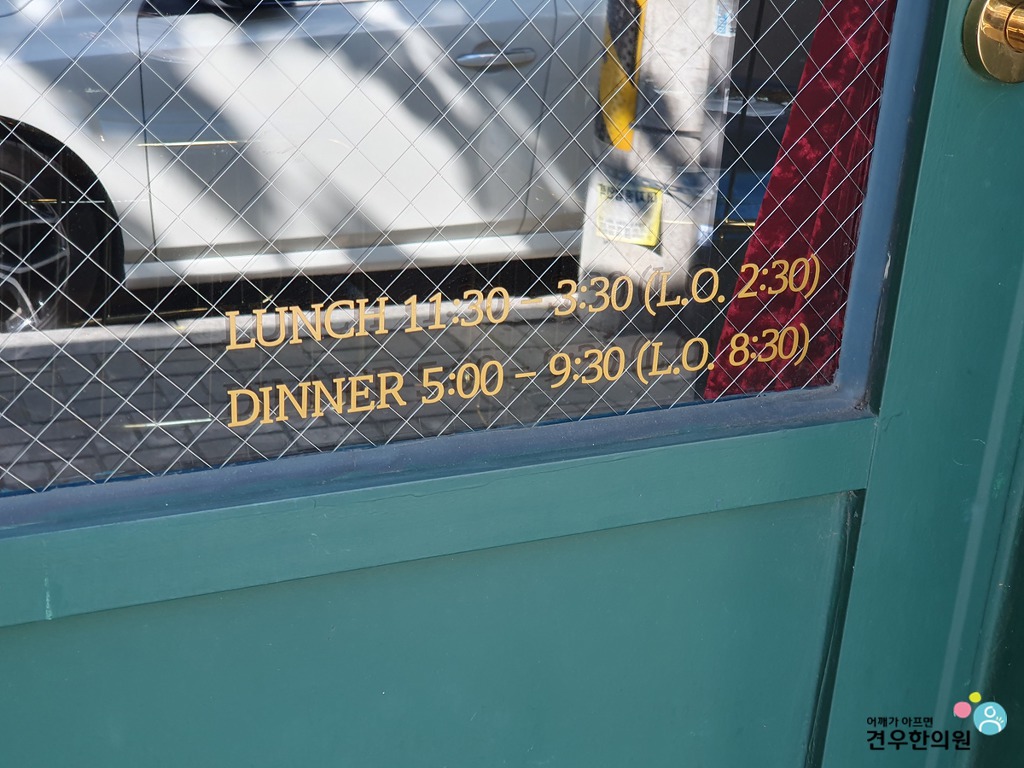 LUNCH 11:30 – 3:30 (L.O. 2:30)
DINNER 5:00 – 9:30 (L.O. 8:30)
어깨가 아프면
견우한의원